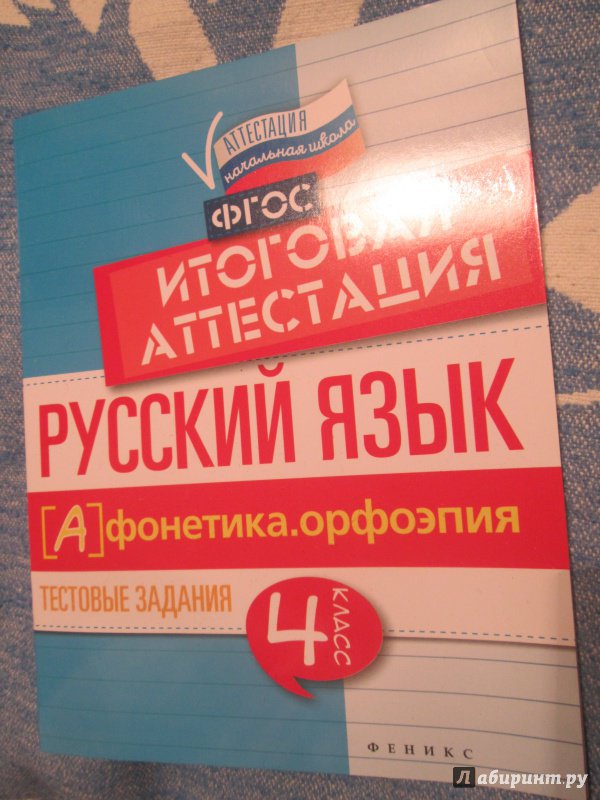 АТТЕСТАЦИЯ
начальная школа
ФГОС
ИТОГОВАЯ
АТТЕСТАЦИЯ
РУССКИЙ ЯЗЫК
[А] фонетика.орфоэпия
ТЕСТОВЫЕ ЗАДАНИЯ
4 КЛАСС
ФЕНИКС
Лабиринт.ру